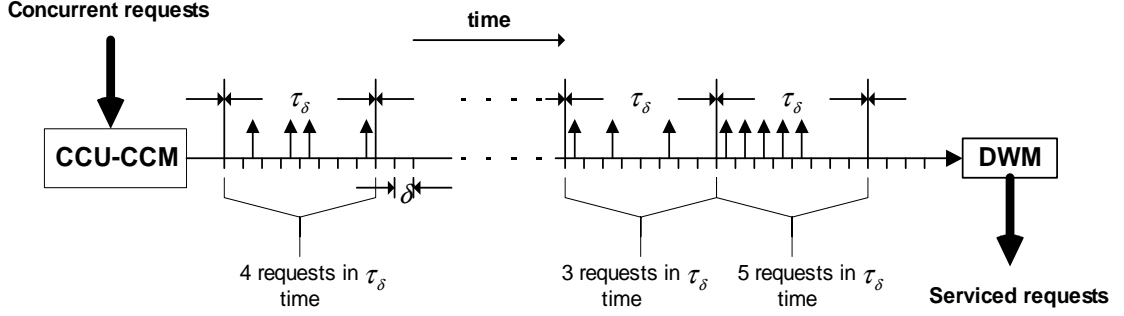 Concurrent requests
time
τδ
τδ
τδ
CCU-CCM
DWM
δ
4 requests in τδ
time
3 requests in τδ
time
5 requests in τδ
time
Serviced requests